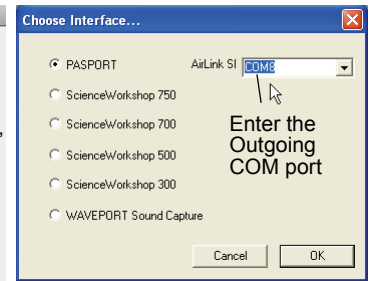 Choose Interface...
PASPORT
AirLink SI COM8
ScienceWorkshop 750
ScienceWorkshop 700
Enter the
Outgoing
COM port
ScienceWorkshop 500
ScienceWorkshop 300
WAVEPORT Sound Capture
Cancel OK